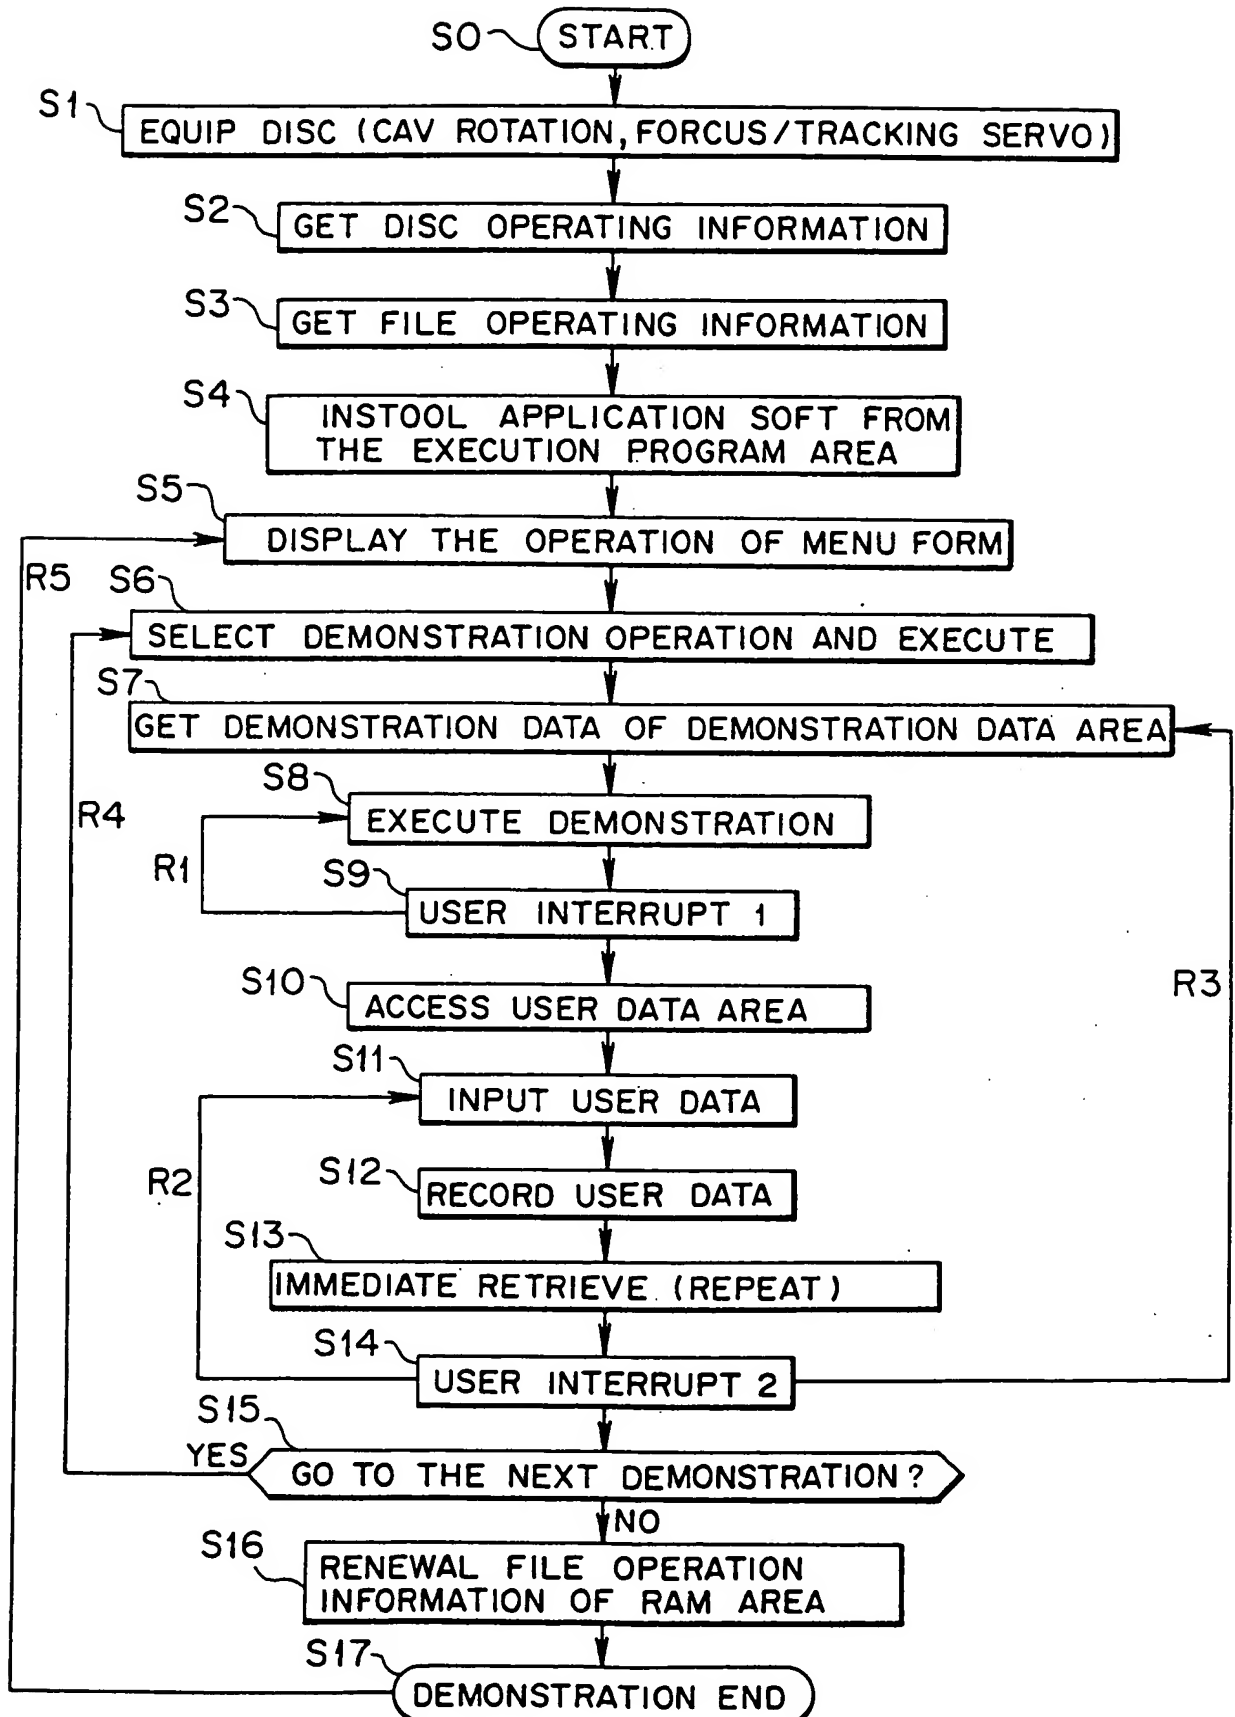 S0
START
S1
EQUIP DISC (CAV ROTATION, FORCUS/TRACKING SERVO)
S2
GET DISC OPERATING INFORMATION
S3
GET FILE OPERATING INFORMATION
S4
INSTOOL APPLICATION SOFT FROM
THE EXECUTION PROGRAM AREA
S5
DISPLAY THE OPERATION OF MENU FORM
R5
S6
SELECT DEMONSTRATION OPERATION AND EXECUTE
S7
GET DEMONSTRATION DATA OF DEMONSTRATION DATA AREA
R4
S8
EXECUTE DEMONSTRATION
R1
S9
USER INTERRUPT 1
S10
ACCESS USER DATA AREA
R3
S11
INPUT USER DATA
R2
S12
RECORD USER DATA
S13
IMMEDIATE RETRIEVE (REPEAT)
S14
USER INTERRUPT 2
S15
YES
GO TO THE NEXT DEMONSTRATION?
NO
S16
RENEWAL FILE OPERATION
INFORMATION OF RAM AREA
S17
DEMONSTRATION END